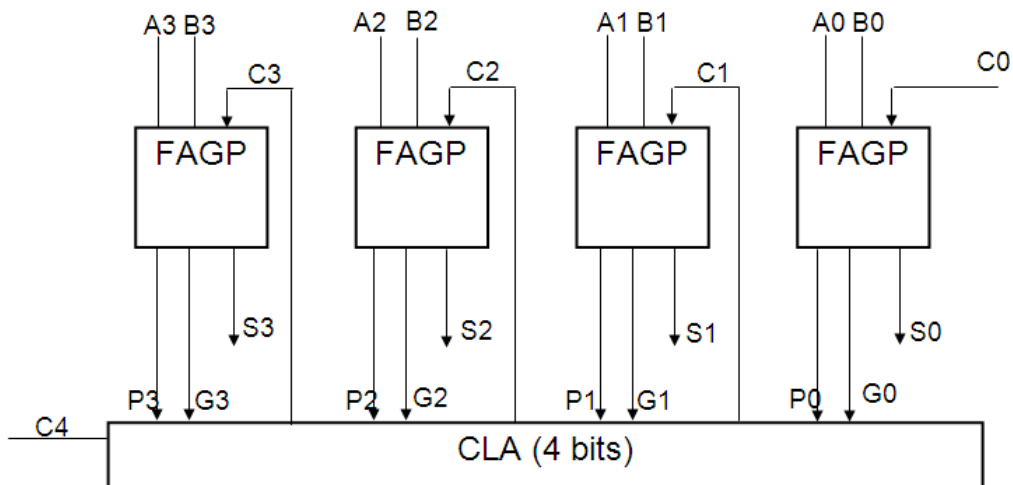 A3 B3 A2 B2 A1 B1 A0 B0
C3 C2 C1 C0
FAGP FAGP FAGP FAGP
S3 S2 S1 S0
P3 G3 P2 G2 P1 G1 P0 G0
C4
CLA (4 bits)